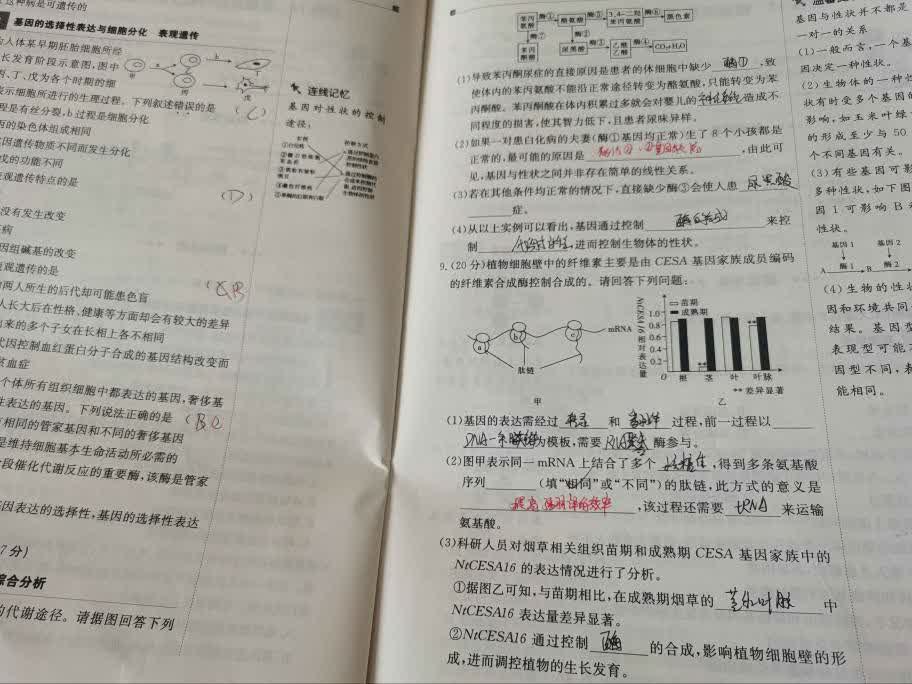 这种病是可遗传的
基因的选择性表达与细胞分化 表观遗传
人体某早期胚胎细胞所经
长发育阶段示意图,图中
丙、丁、戊为各个时期的细
表示细胞所进行的生理过程。下列叙述错误的是
(C)
程是有丝分裂,b过程是细胞分化
丙的染色体组成相同
因遗传物质不同而发生分化
戊的功能不同
表观遗传特点的是
(D)
没有发生改变
疾病
因组碱基的改变
表观遗传的是
两人所生的后代却可能患色盲
人长大后在性格、健康等方面却会有较大的差异
出来的多个子女在长相上各不相同
代因控制血红蛋白分子合成的基因结构改变而
贫血症
个体所有组织细胞中都表达的基因,奢侈基
性表达的基因。下列说法正确的是
相同的管家基因和不同的奢侈基因
是维持细胞基本生命活动所必需的
段催化代谢反应的重要酶,该酶是管家
因表达的选择性,基因的选择性表达
7分)
综合分析
的代谢途径。请据图回答下列
连线记忆
基因对性状的控制
途径:
苯丙氨酸 酶① 酪氨酸 酶⑤ 3,4-二羟苯丙氨酸 酶⑥ 黑色素
苯丙酮酸 尿黑酸 酶③ 乙酰乙酸 酶④ CO₂+H₂O
(1)导致苯丙酮尿症的直接原因是患者的体细胞中缺少 酶① ,致
使体内的苯丙氨酸不能沿正常途径转变为酪氨酸,只能转变为苯
丙酮酸。苯丙酮酸在体内积累过多就会对婴儿的 造成不
同程度的损害,使其智力低下,且患者尿味异样。
(2)如果一对患白化病的夫妻(酶①基因均正常)生了8个小孩都是
正常的,最可能的原因是 ,由此可
见,基因与性状之间并非存在简单的线性关系。
(3)若在其他条件均正常的情况下,直接缺少酶③会使人患 尿黑酸
症。
(4)从以上实例可以看出,基因通过控制 酶的合成 来控
制 ,进而控制生物体的性状。
9.(20分)植物细胞壁中的纤维素主要是由CESA基因家族成员编码
的纤维素合成酶控制合成的。请回答下列问题:
a b c mRNA
肽链
甲
NtCESA16相对表达量
苗期
成熟期
1.0
0.8
0.6
0.4
0.2
0 根 茎 叶 叶脉
**差异显著
乙
(1)基因的表达需经过 转录 和 翻译 过程,前一过程以
DNA一条 为模板,需要 RNA聚合 酶参与。
(2)图甲表示同一mRNA上结合了多个 核糖体 ,得到多条氨基酸
序列 (填“相同”或“不同”)的肽链,此方式的意义是
提高翻译的效率 ,该过程还需要 tRNA 来运输
氨基酸。
(3)科研人员对烟草相关组织苗期和成熟期CESA基因家族中的
NtCESA16的表达情况进行了分析。
①据图乙可知,与苗期相比,在成熟期烟草的 茎和叶脉 中
NtCESA16表达量差异显著。
②NtCESA16通过控制 酶 的合成,影响植物细胞壁的形
成,进而调控植物的生长发育。
基因与性状并不都是
一对一的关系
(1)一般而言,一个基
因决定一种性状。
(2)生物体的一种性
状有时受多个基因的
影响,如玉米叶绿
的形成至少与50
个不同基因有关。
(3)有些基因可影
多种性状,如下图
因1可影响B
性状。
基因1 基因2
A 酶1 B 酶2
(4)生物的性状
因和环境共同
结果。基因型
表现型可能
因型不同,表
能相同。